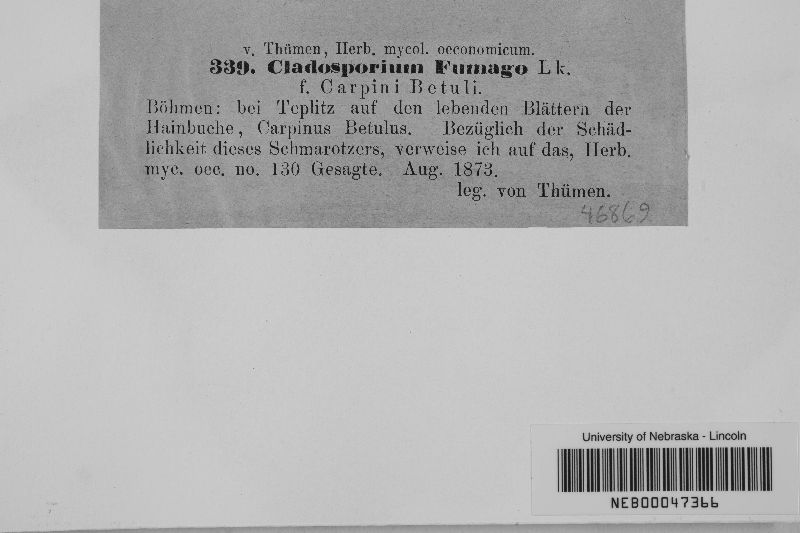 v. Thümen, Herb. mycol. oeconomicum.
339. Cladosporium Fumago Lk.
f. Carpini Betuli.
Böhmen: bei Teplitz auf den lebenden Blättern der
Hainbuche, Carpinus Betulus. Bezüglich der Schäd-
lichkeit dieses Schmarotzers, verweise ich auf das, Herb.
myc. oec. no. 130 Gesagte. Aug. 1873.
leg. von Thümen.
46869
University of Nebraska - Lincoln
NEB00047366